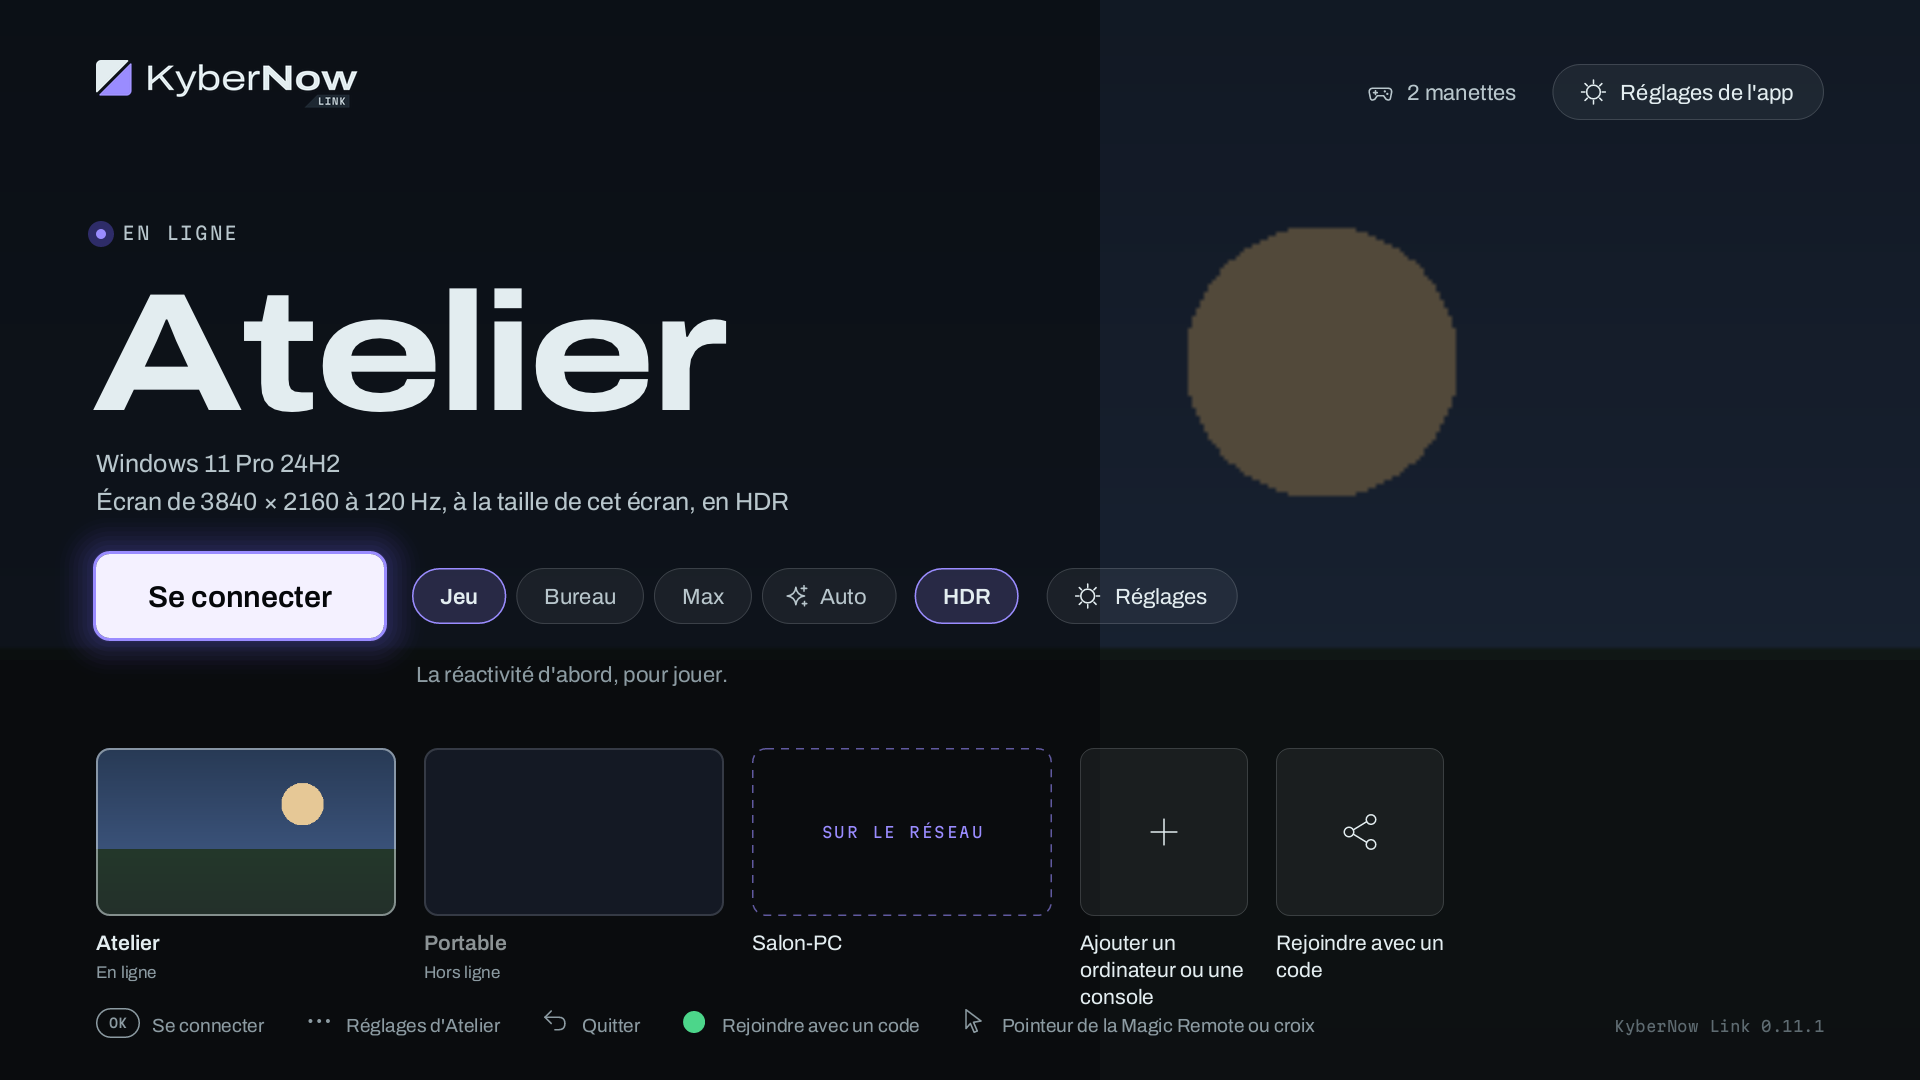 KyberNow
LINK
2 manettes
Réglages de l'app
EN LIGNE
Atelier
Windows 11 Pro 24H2
Écran de 3840 × 2160 à 120 Hz, à la taille de cet écran, en HDR
Se connecter
Jeu
Bureau
Max
Auto
HDR
Réglages
La réactivité d'abord, pour jouer.
SUR LE RÉSEAU
Atelier
En ligne
Portable
Hors ligne
Salon-PC
Ajouter un
ordinateur ou une
console
Rejoindre avec un
code
OK Se connecter
Réglages d'Atelier
Quitter
Rejoindre avec un code
Pointeur de la Magic Remote ou croix
KyberNow Link 0.11.1